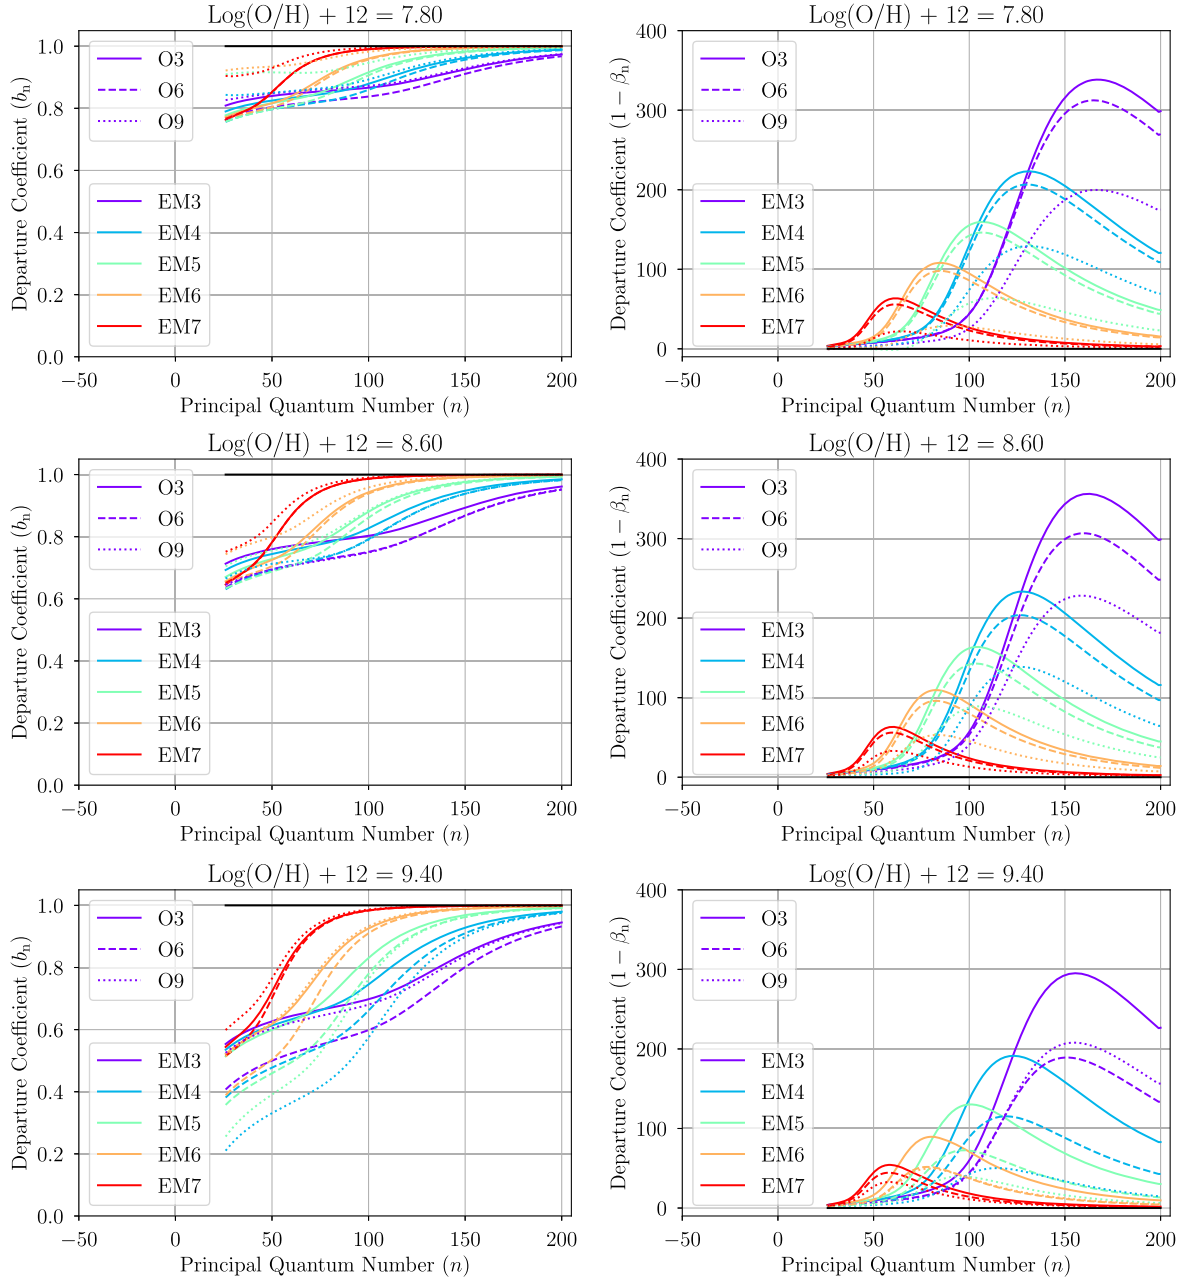 Log(O/H) + 12 = 7.80
Departure Coefficient (bn)
1.0
0.8
0.6
0.4
0.2
0.0
O3
O6
O9
EM3
EM4
EM5
EM6
EM7
−50 0 50 100 150 200
Principal Quantum Number (n)
Log(O/H) + 12 = 7.80
Departure Coefficient (1 − βn)
400
300
200
100
0
O3
O6
O9
EM3
EM4
EM5
EM6
EM7
−50 0 50 100 150 200
Principal Quantum Number (n)
Log(O/H) + 12 = 8.60
Departure Coefficient (bn)
1.0
0.8
0.6
0.4
0.2
0.0
O3
O6
O9
EM3
EM4
EM5
EM6
EM7
−50 0 50 100 150 200
Principal Quantum Number (n)
Log(O/H) + 12 = 8.60
Departure Coefficient (1 − βn)
400
300
200
100
0
O3
O6
O9
EM3
EM4
EM5
EM6
EM7
−50 0 50 100 150 200
Principal Quantum Number (n)
Log(O/H) + 12 = 9.40
Departure Coefficient (bn)
1.0
0.8
0.6
0.4
0.2
0.0
O3
O6
O9
EM3
EM4
EM5
EM6
EM7
−50 0 50 100 150 200
Principal Quantum Number (n)
Log(O/H) + 12 = 9.40
Departure Coefficient (1 − βn)
400
300
200
100
0
O3
O6
O9
EM3
EM4
EM5
EM6
EM7
−50 0 50 100 150 200
Principal Quantum Number (n)